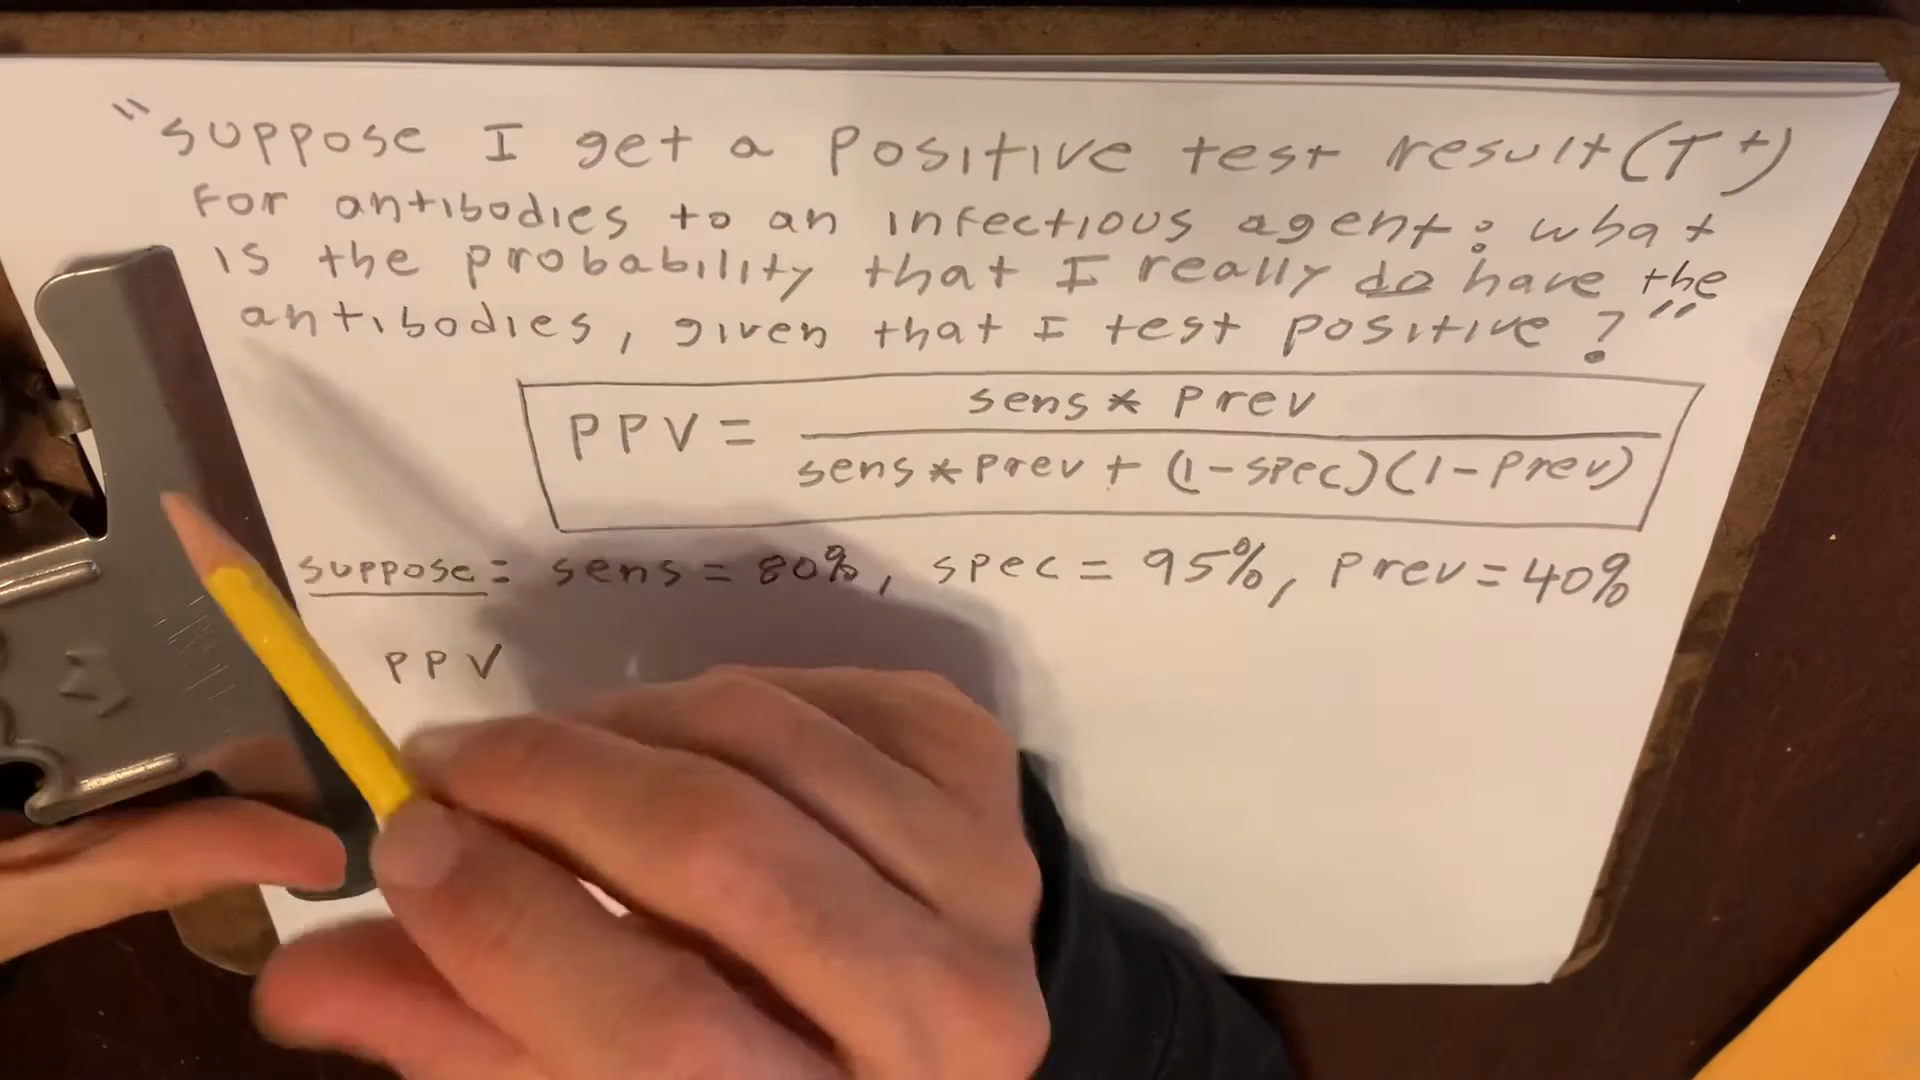 "suppose I get a positive test result (T+)
for antibodies to an infectious agent: what
is the probability that I really do have the
antibodies, given that I test positive?"
PPV = sens * prev
sens * prev + (1 - spec)(1 - prev)
suppose: sens = 80%, spec = 95%, prev = 40%
PPV